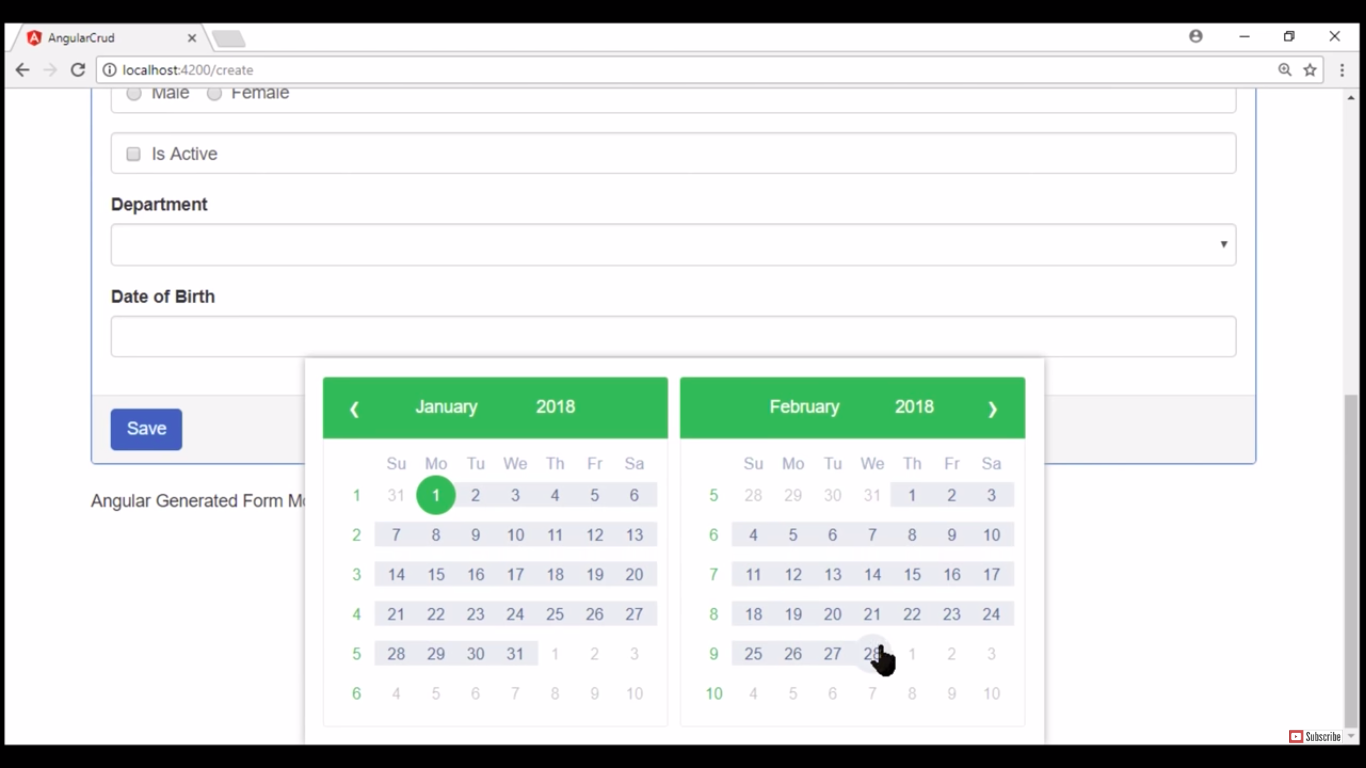 AngularCrud
localhost:4200/create
Male Female
Is Active
Department
Date of Birth
January 2018 February 2018
Save
Su Mo Tu We Th Fr Sa Su Mo Tu We Th Fr Sa
1 31 1 2 3 4 5 6 5 28 29 30 31 1 2 3
Angular Generated Form
2 7 8 9 10 11 12 13 6 4 5 6 7 8 9 10
3 14 15 16 17 18 19 20 7 11 12 13 14 15 16 17
4 21 22 23 24 25 26 27 8 18 19 20 21 22 23 24
5 28 29 30 31 1 2 3 9 25 26 27 28 1 2 3
6 4 5 6 7 8 9 10 10 4 5 6 7 8 9 10
Subscribe